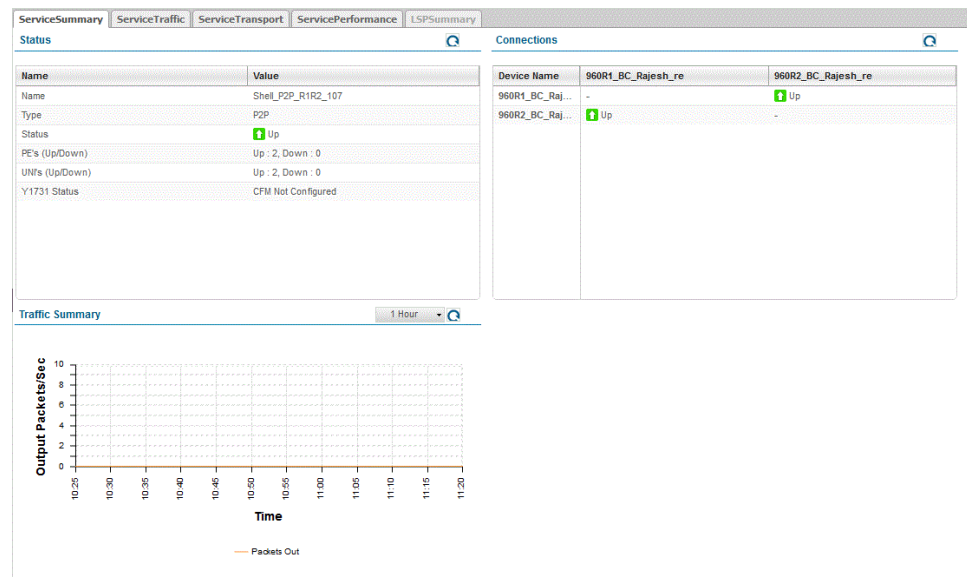 ServiceSummary ServiceTraffic ServiceTransport ServicePerformance LSPSummary
Status
Name Value
Name Shell_P2P_R1R2_107
Type P2P
Status Up
PE's (Up/Down) Up : 2, Down : 0
UNI's (Up/Down) Up : 2, Down : 0
Y1731 Status CFM Not Configured
Connections
Device Name 960R1_BC_Rajesh_re 960R2_BC_Rajesh_re
960R1_BC_Raj... - Up
960R2_BC_Raj... Up -
Traffic Summary 1 Hour
Output Packets/Sec
10
8
6
4
2
0
10:25 10:30 10:35 10:40 10:45 10:50 10:55 11:00 11:05 11:10 11:15 11:20
Time
Packets Out